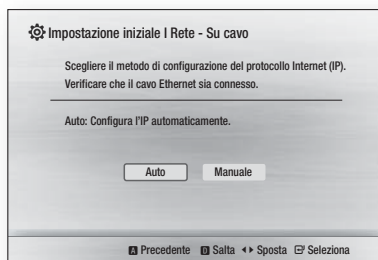 Impostazione iniziale I Rete - Su cavo
Scegliere il metodo di configurazione del protocollo Internet (IP).
Verificare che il cavo Ethernet sia connesso.
Auto: Configura l'IP automaticamente.
Auto Manuale
A Precedente D Salta Sposta Seleziona